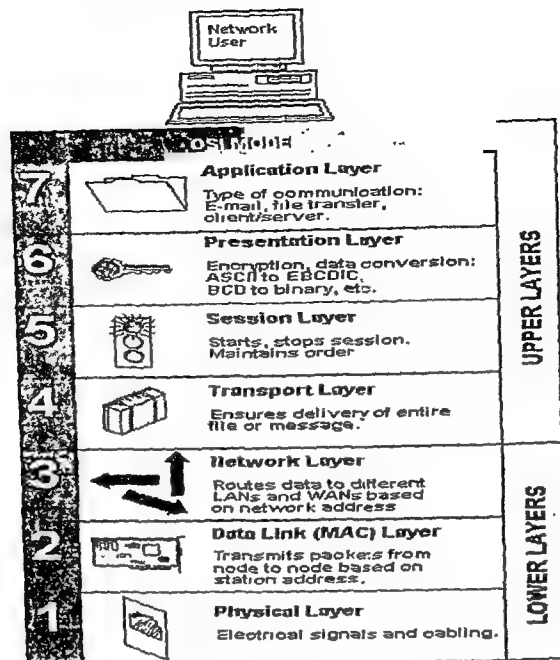 Network
User
OSI MODE
7
Application Layer
Type of communication:
E-mail, file transfer,
client/server.
6
Presentation Layer
Encryption, data conversion:
ASCII to EBCDIC,
BCD to binary, etc.
5
Session Layer
Starts, stops session.
Maintains order
4
Transport Layer
Ensures delivery of entire
file or message.
3
Network Layer
Routes data to different
LANs and WANs based
on network address
2
Data Link (MAC) Layer
Transmits packets from
node to node based on
station address.
1
Physical Layer
Electrical signals and cabling.
UPPER LAYERS
LOWER LAYERS